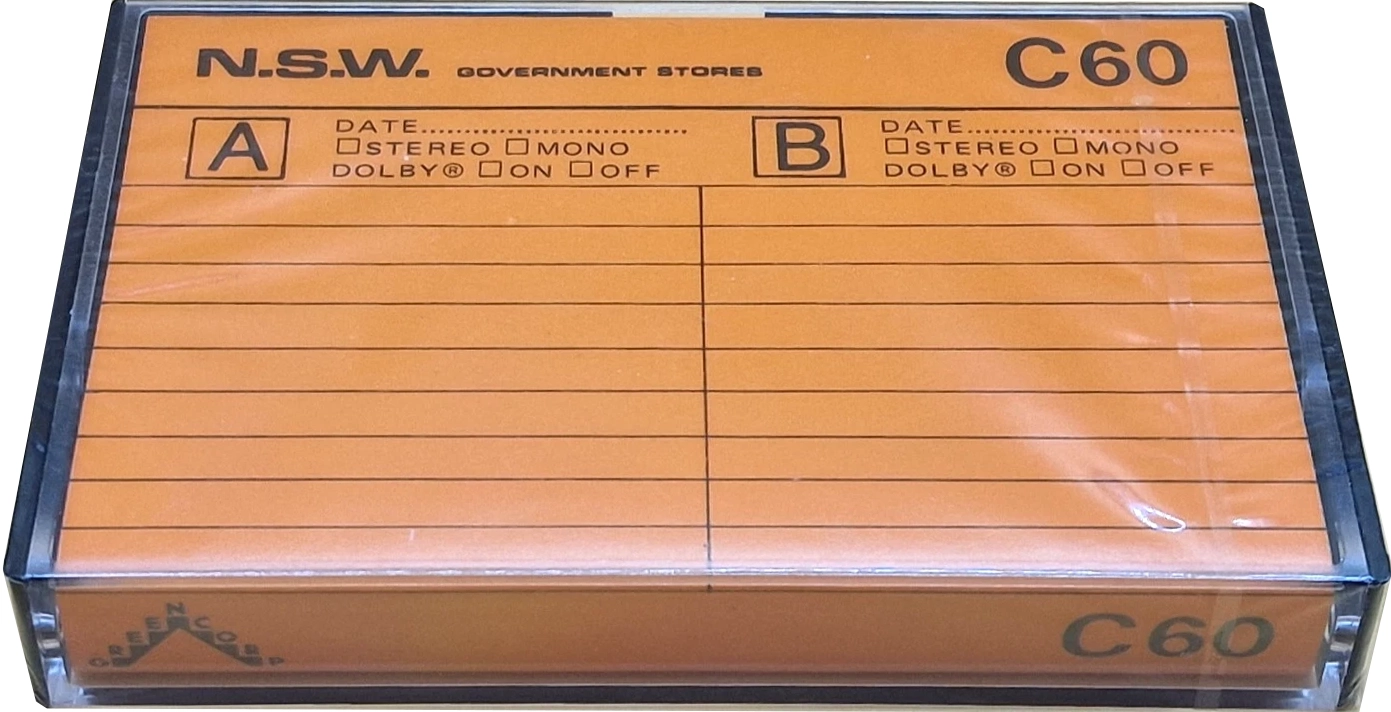 N.S.W. GOVERNMENT STORES C60
A DATE
STEREO MONO
DOLBY® ON OFF
B DATE
STEREO MONO
DOLBY® ON OFF
GREENCORP C60